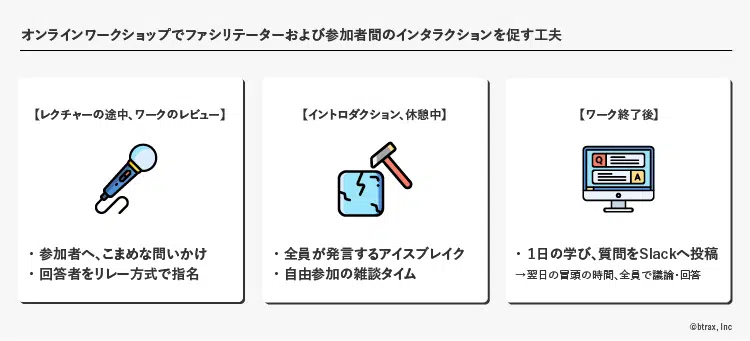 オンラインワークショップでファシリテーターおよび参加者間のインタラクションを促す工夫
【レクチャーの途中、ワークのレビュー】
・参加者へ、こまめな問いかけ
・回答者をリレー方式で指名
【イントロダクション、休憩中】
・全員が発言するアイスブレイク
・自由参加の雑談タイム
【ワーク終了後】
Q
A
・1日の学び、質問をSlackへ投稿
→翌日の冒頭の時間、全員で議論・回答
©btrax, Inc